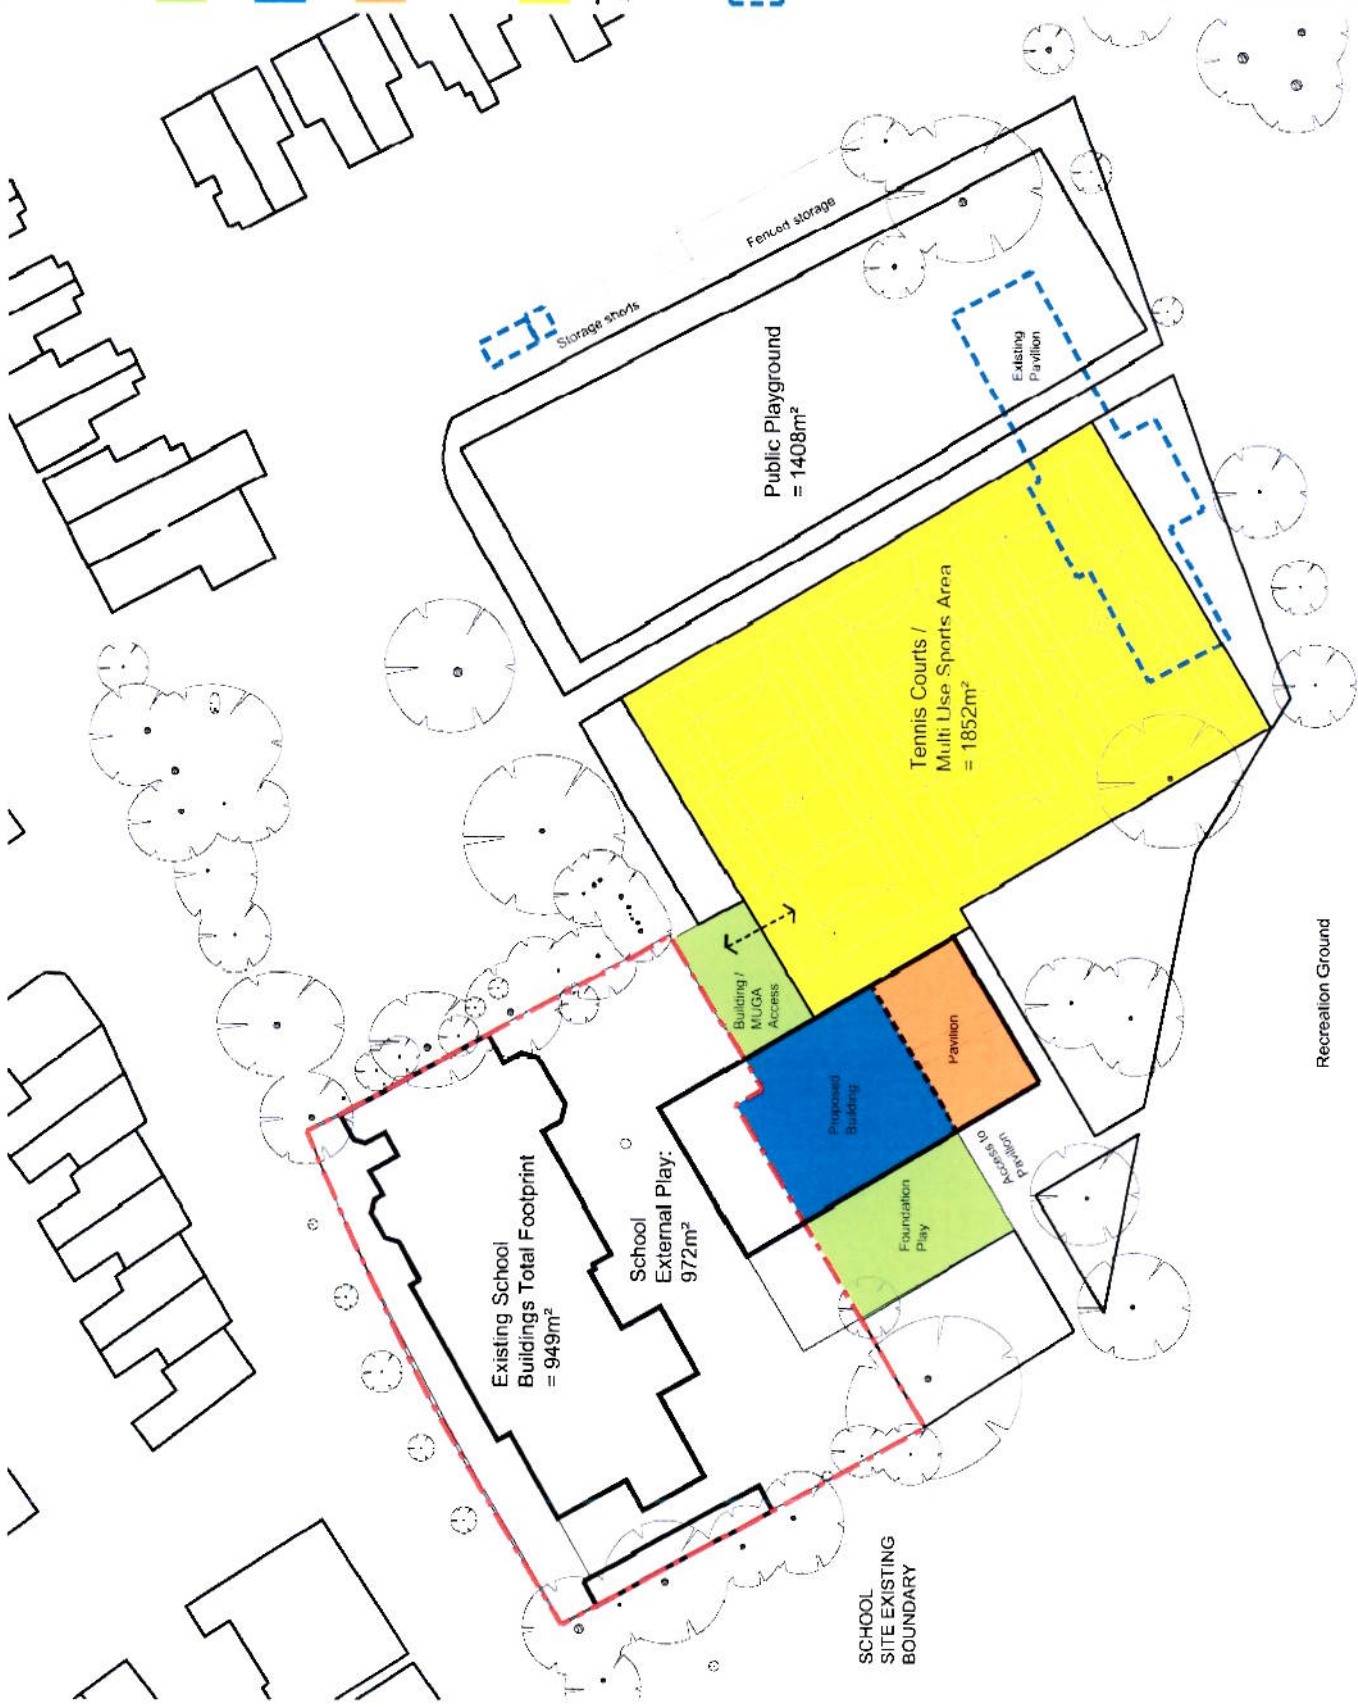 Fenced storage
Storage sheds
Public Playground
= 1408m²
Existing
Pavilion
Tennis Courts /
Multi Use Sports Area
= 1852m²
Building /
MUGA
Access
Proposed
Building
Pavilion
Access to
Pavilion
Foundation
Play
School
External Play:
972m²
Existing School
Buildings Total Footprint
= 949m²
SCHOOL
SITE EXISTING
BOUNDARY
Recreation Ground